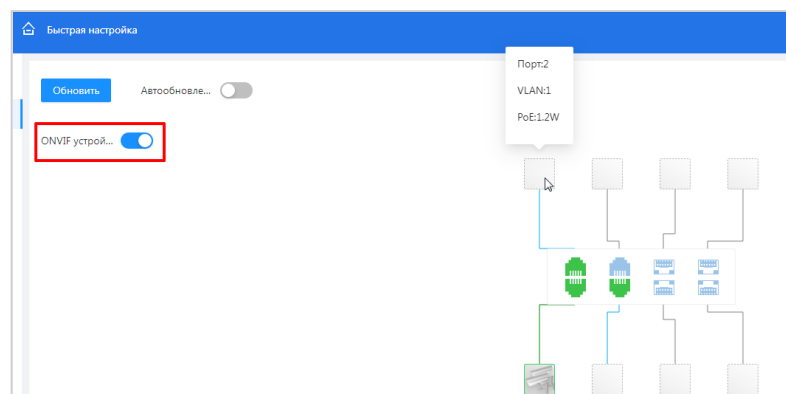 Быстрая настройка
Порт:2
VLAN:1
PoE:1.2W
Обновить
Автообновле...
ONVIF устрой...